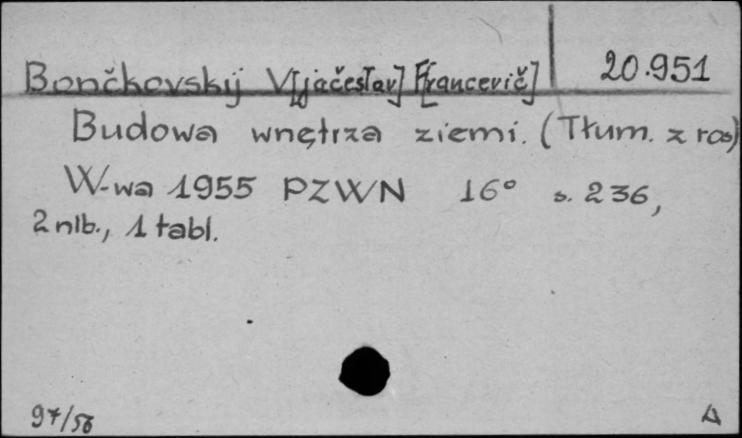 Bončkovskij V[jačeslav] F[rancevič] 20.951
Budowa wnętrza ziemi. (Tłum. z ros)
W-wa 1955 PZWN 16° s. 236,
2 nlb., 1 tabl.
97/56